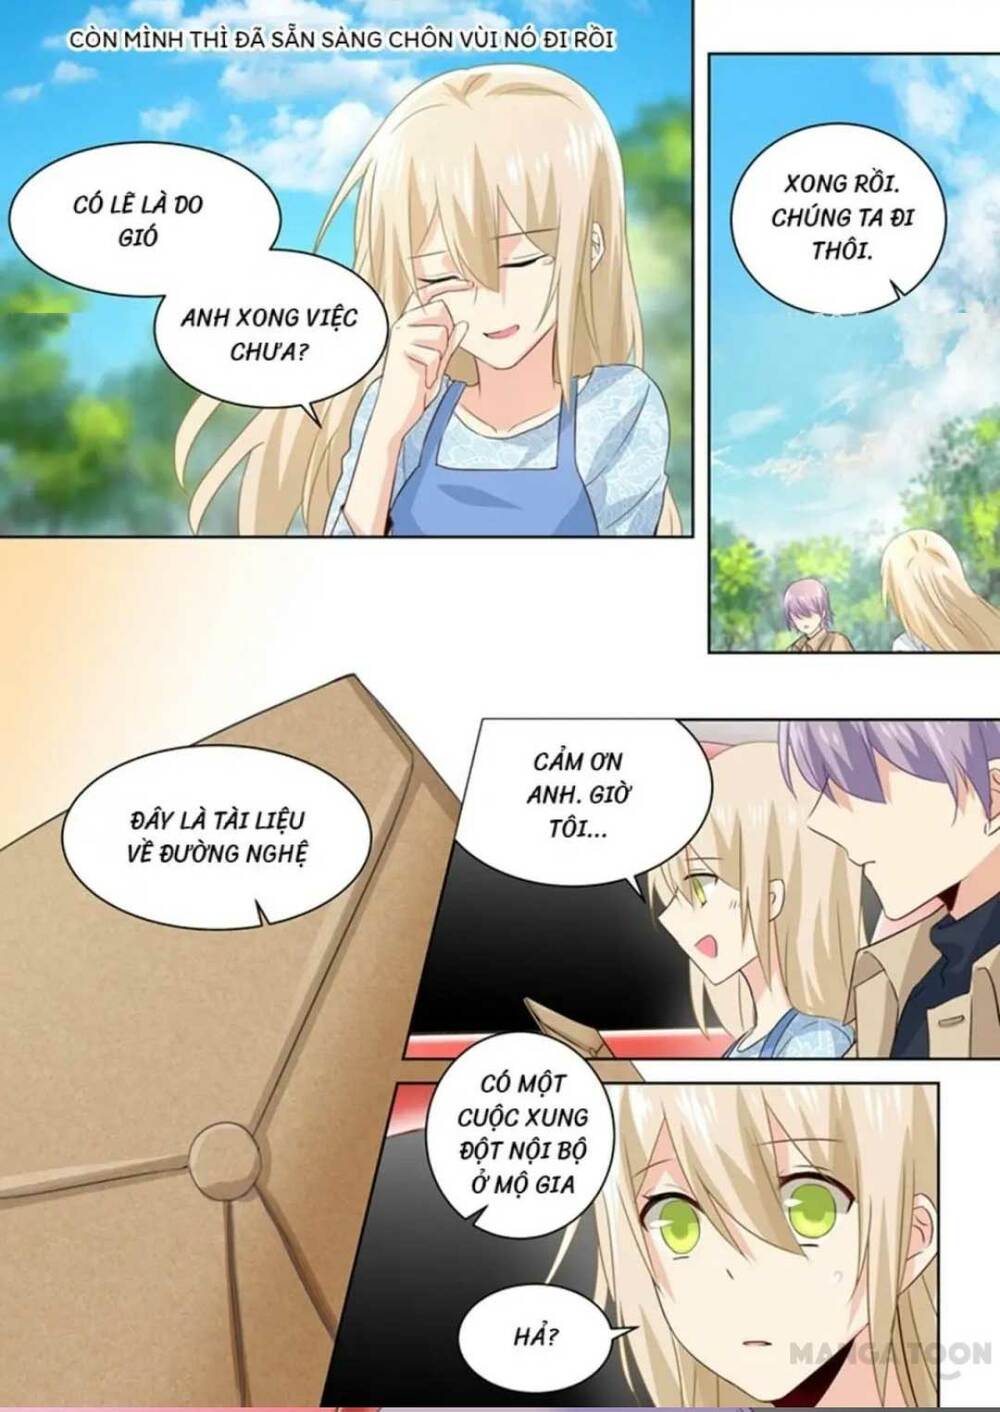 CÒN MÌNH THÌ ĐÃ SẴN SÀNG CHÔN VÙI NÓ ĐI RỒI
CÓ LẼ LÀ DO
GIÓ
ANH XONG VIỆC
CHƯA?
XONG RỒI.
CHÚNG TA ĐI
THÔI.
ĐÂY LÀ TÀI LIỆU
VỀ ĐƯỜNG NGHỆ
CẢM ƠN
ANH. GIỜ
TÔI...
CÓ MỘT
CUỘC XUNG
ĐỘT NỘI BỘ
Ở MỘ GIA
HẢ?
MANGA TOON